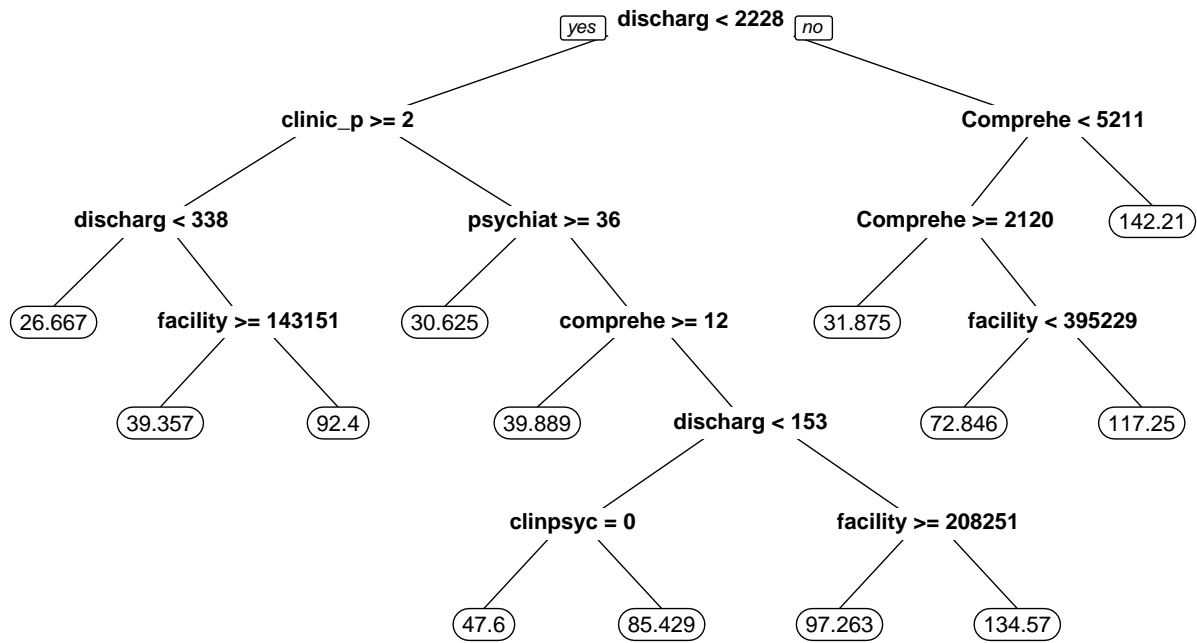 discharg < 2228
yes
no
clinic_p >= 2
Comprehe < 5211
discharg < 338
psychiat >= 36
Comprehe >= 2120
142.21
26.667
facility >= 143151
30.625
comprehe >= 12
31.875
facility < 395229
39.357
92.4
39.889
discharg < 153
72.846
117.25
clinpsyc = 0
facility >= 208251
47.6
85.429
97.263
134.57